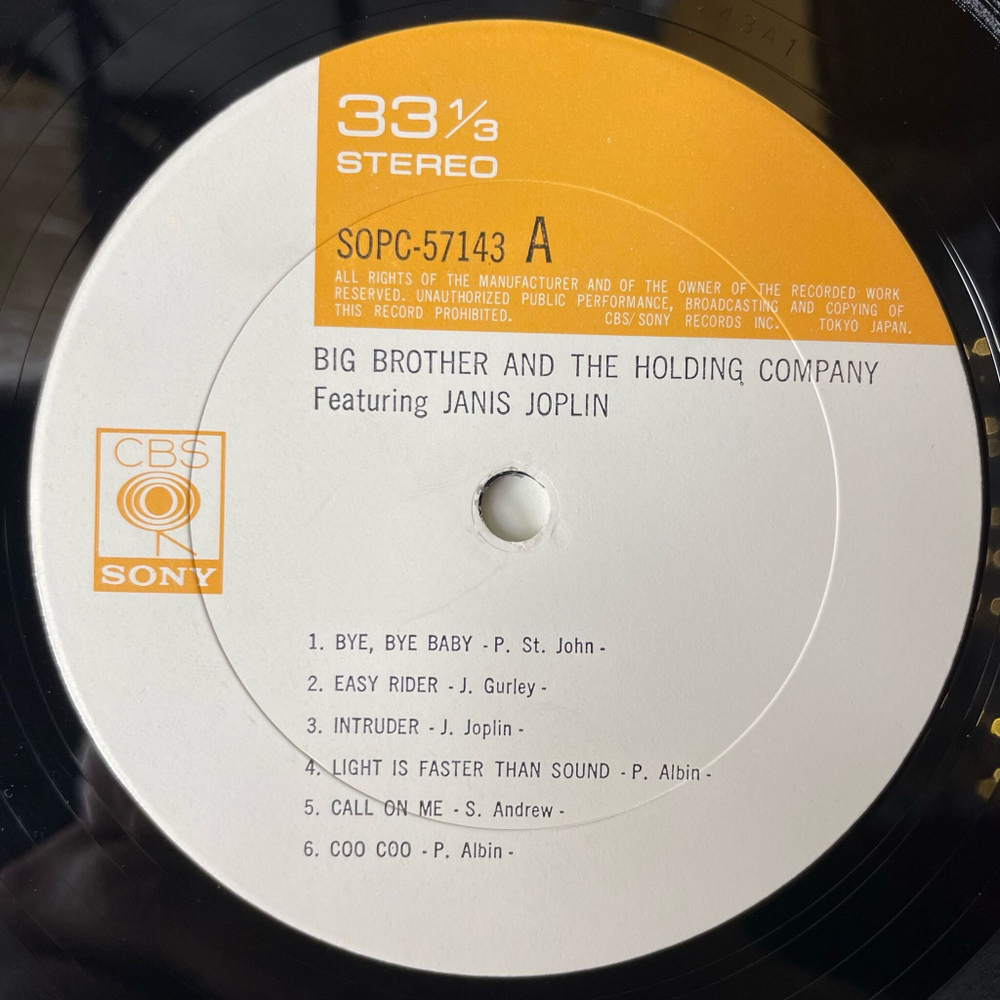 33 1/3
STEREO
SOPC-57143 A
ALL RIGHTS OF THE MANUFACTURER AND OF THE OWNER OF THE RECORDED WORK
RESERVED. UNAUTHORIZED PUBLIC PERFORMANCE, BROADCASTING AND COPYING OF
THIS RECORD PROHIBITED. CBS/SONY RECORDS INC. TOKYO JAPAN.
BIG BROTHER AND THE HOLDING COMPANY
Featuring JANIS JOPLIN
CBS
SONY
1. BYE, BYE BABY - P. St. John -
2. EASY RIDER - J. Gurley -
3. INTRUDER - J. Joplin -
4. LIGHT IS FASTER THAN SOUND - P. Albin -
5. CALL ON ME - S. Andrew -
6. COO COO - P. Albin -